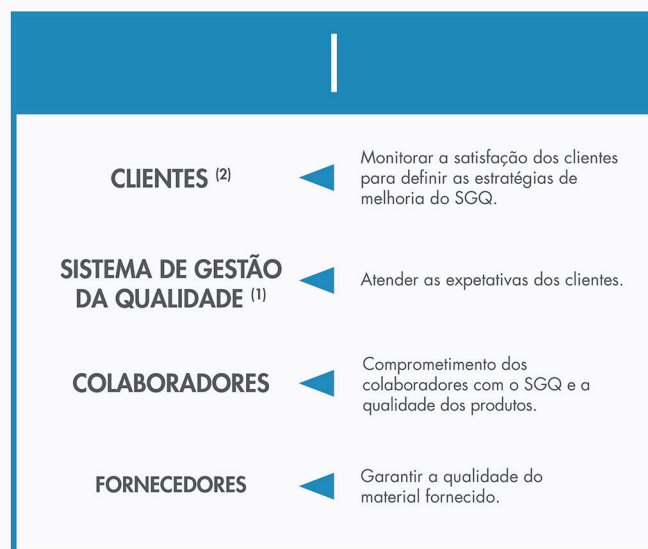 CLIENTES (2)
Monitorar a satisfação dos clientes
para definir as estratégias de
melhoria do SGQ.
SISTEMA DE GESTÃO
DA QUALIDADE (1)
Atender as expetativas dos clientes.
COLABORADORES
Comprometimento dos
colaboradores com o SGQ e a
qualidade dos produtos.
FORNECEDORES
Garantir a qualidade do
material fornecido.